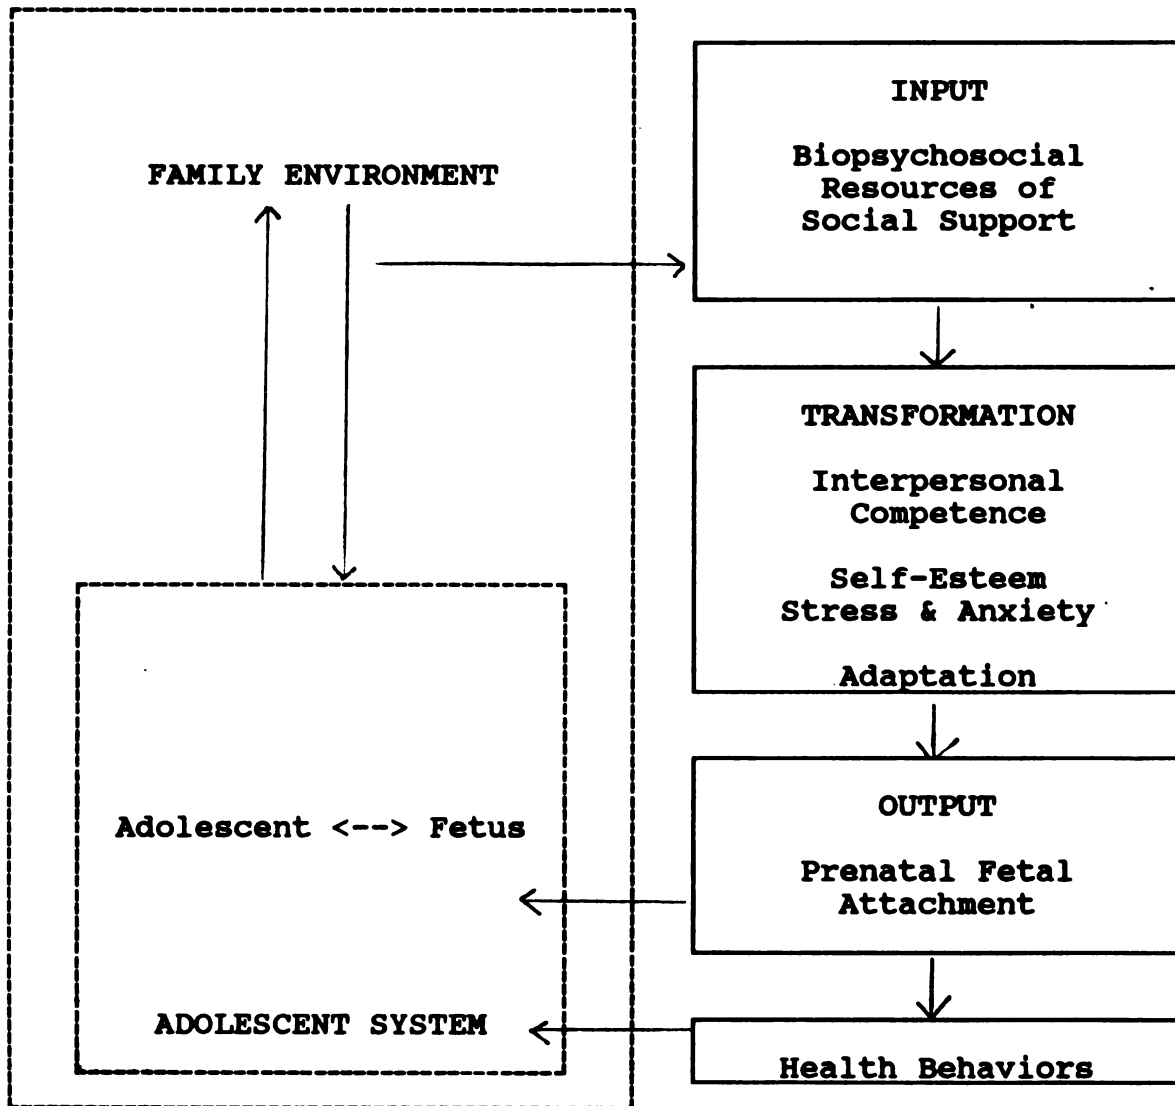 FAMILY ENVIRONMENT
Adolescent <--> Fetus
ADOLESCENT SYSTEM
INPUT
Biopsychosocial
Resources of
Social Support
TRANSFORMATION
Interpersonal
Competence
Self-Esteem
Stress & Anxiety
Adaptation
OUTPUT
Prenatal Fetal
Attachment
Health Behaviors